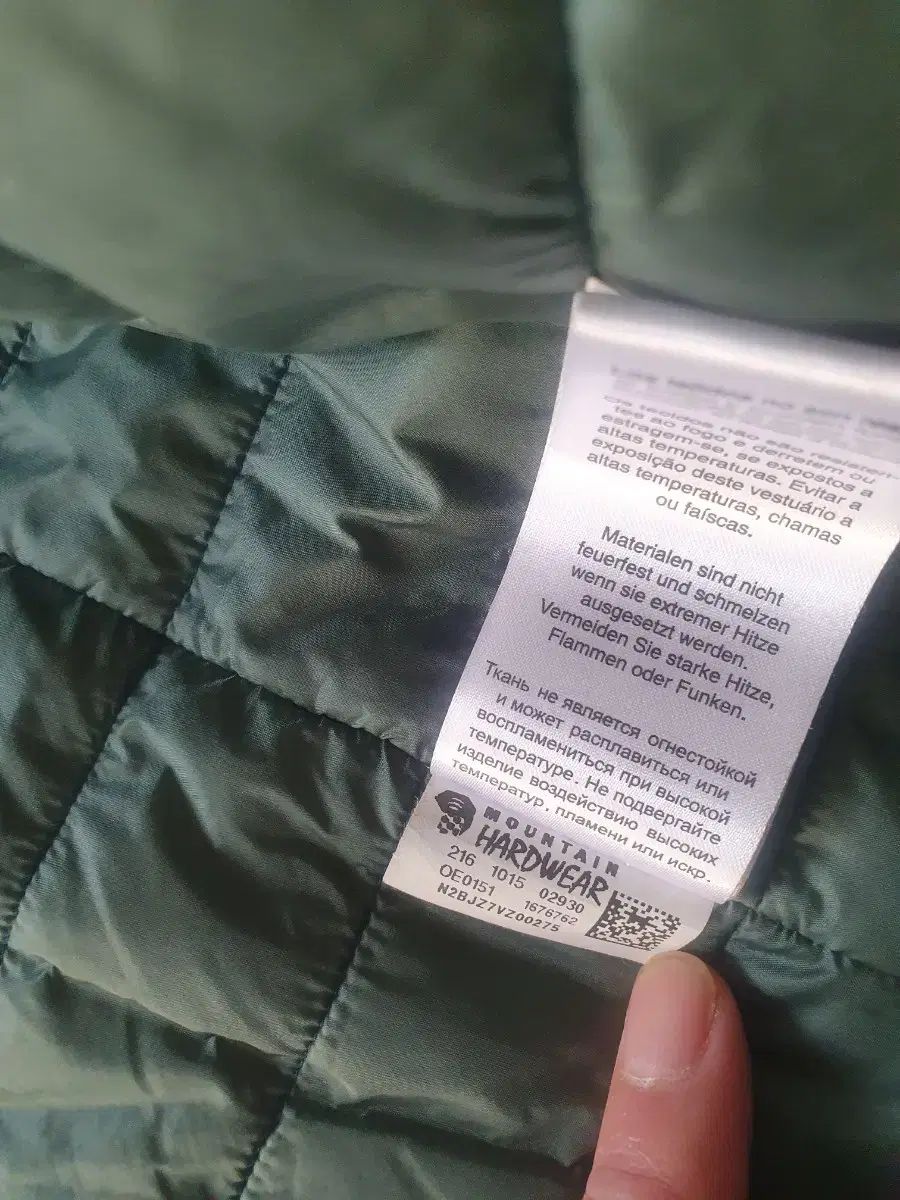 os tecidos não são resisten-
tes ao fogo e derretem ou
estragem-se, se expostos a
altas temperaturas. Evitar a
exposição deste vestuário a
altas temperaturas, chamas
ou faíscas.
Materialen sind nicht
feuerfest und schmelzen
wenn sie extremer Hitze
ausgesetzt werden.
Vermeiden Sie starke Hitze,
Flammen oder Funken.
Ткань не является огнестойкой
и может расплавиться или
воспламениться при высокой
температуре. Не подвергайте
изделие воздействию высоких
температур, пламени или искр.
MOUNTAIN
HARDWEAR
216 1015 02930
OE0151 1676762
N2BJZ7VZ00275